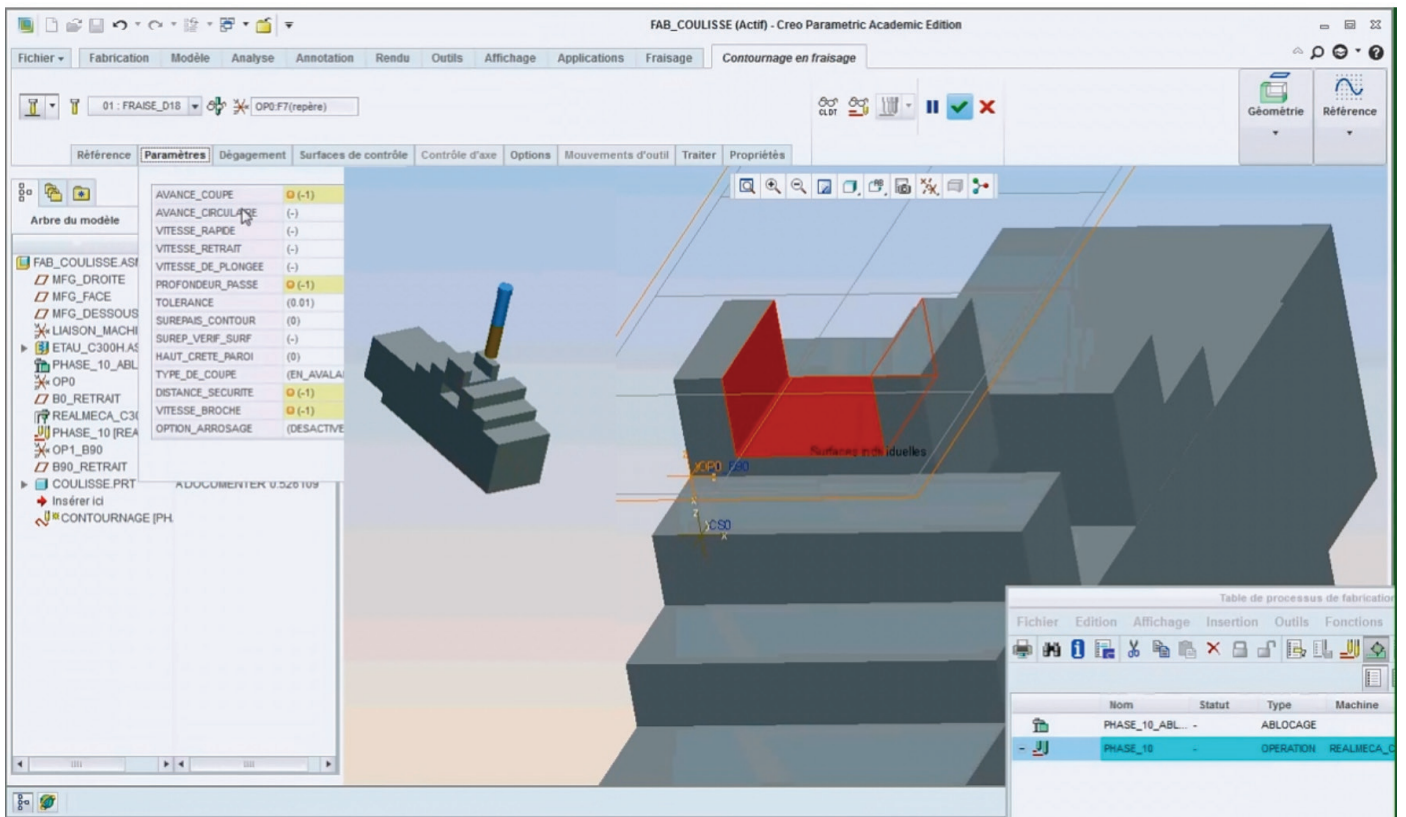 FAB_COULISSE (Actif) - Creo Parametric Academic Edition
Fichier Fabrication Modèle Analyse Annotation Rendu Outils Affichage Applications Fraisage Contournage en fraisage
01 : FRAISE_D18 OP0:F7(repère) CLDT
Géométrie Référence
Référence Paramètres Dégagement Surfaces de contrôle Contrôle d'axe Options Mouvements d'outil Traiter Propriétés
Arbre du modèle
FAB_COULISSE.ASI
MFG_DROITE
MFG_FACE
MFG_DESSOUS
LIAISON_MACHI
ETAU_C300H.AS
PHASE_10_ABL
OP0
B0_RETRAIT
REALMECA_C30
PHASE_10 [REA
OP1_B90
B90_RETRAIT
COULISSE.PRT A DOCUMENTER 0.526109
Insérer ici
CONTOURNAGE [PH.
AVANCE_COUPE (-1)
AVANCE_CIRCULAIRE (-)
VITESSE_RAPIDE (-)
VITESSE_RETRAIT (-)
VITESSE_DE_PLONGEE (-)
PROFONDEUR_PASSE (-1)
TOLERANCE (0.01)
SUREPAIS_CONTOUR (0)
SUREP_VERIF_SURF (-)
HAUT_CRETE_PAROI (0)
TYPE_DE_COUPE (EN_AVALA
DISTANCE_SECURITE (-1)
VITESSE_BROCHE (-1)
OPTION_ARROSAGE (DESACTIVE
Surfaces individuelles
OP0 B90
X
Z
CS0
X
Table de processus de fabrication
Fichier Edition Affichage Insertion Outils Fonctions
Nom Statut Type Machine
PHASE_10_ABL... - ABLOCAGE
- PHASE_10 - OPERATION REALMECA_C